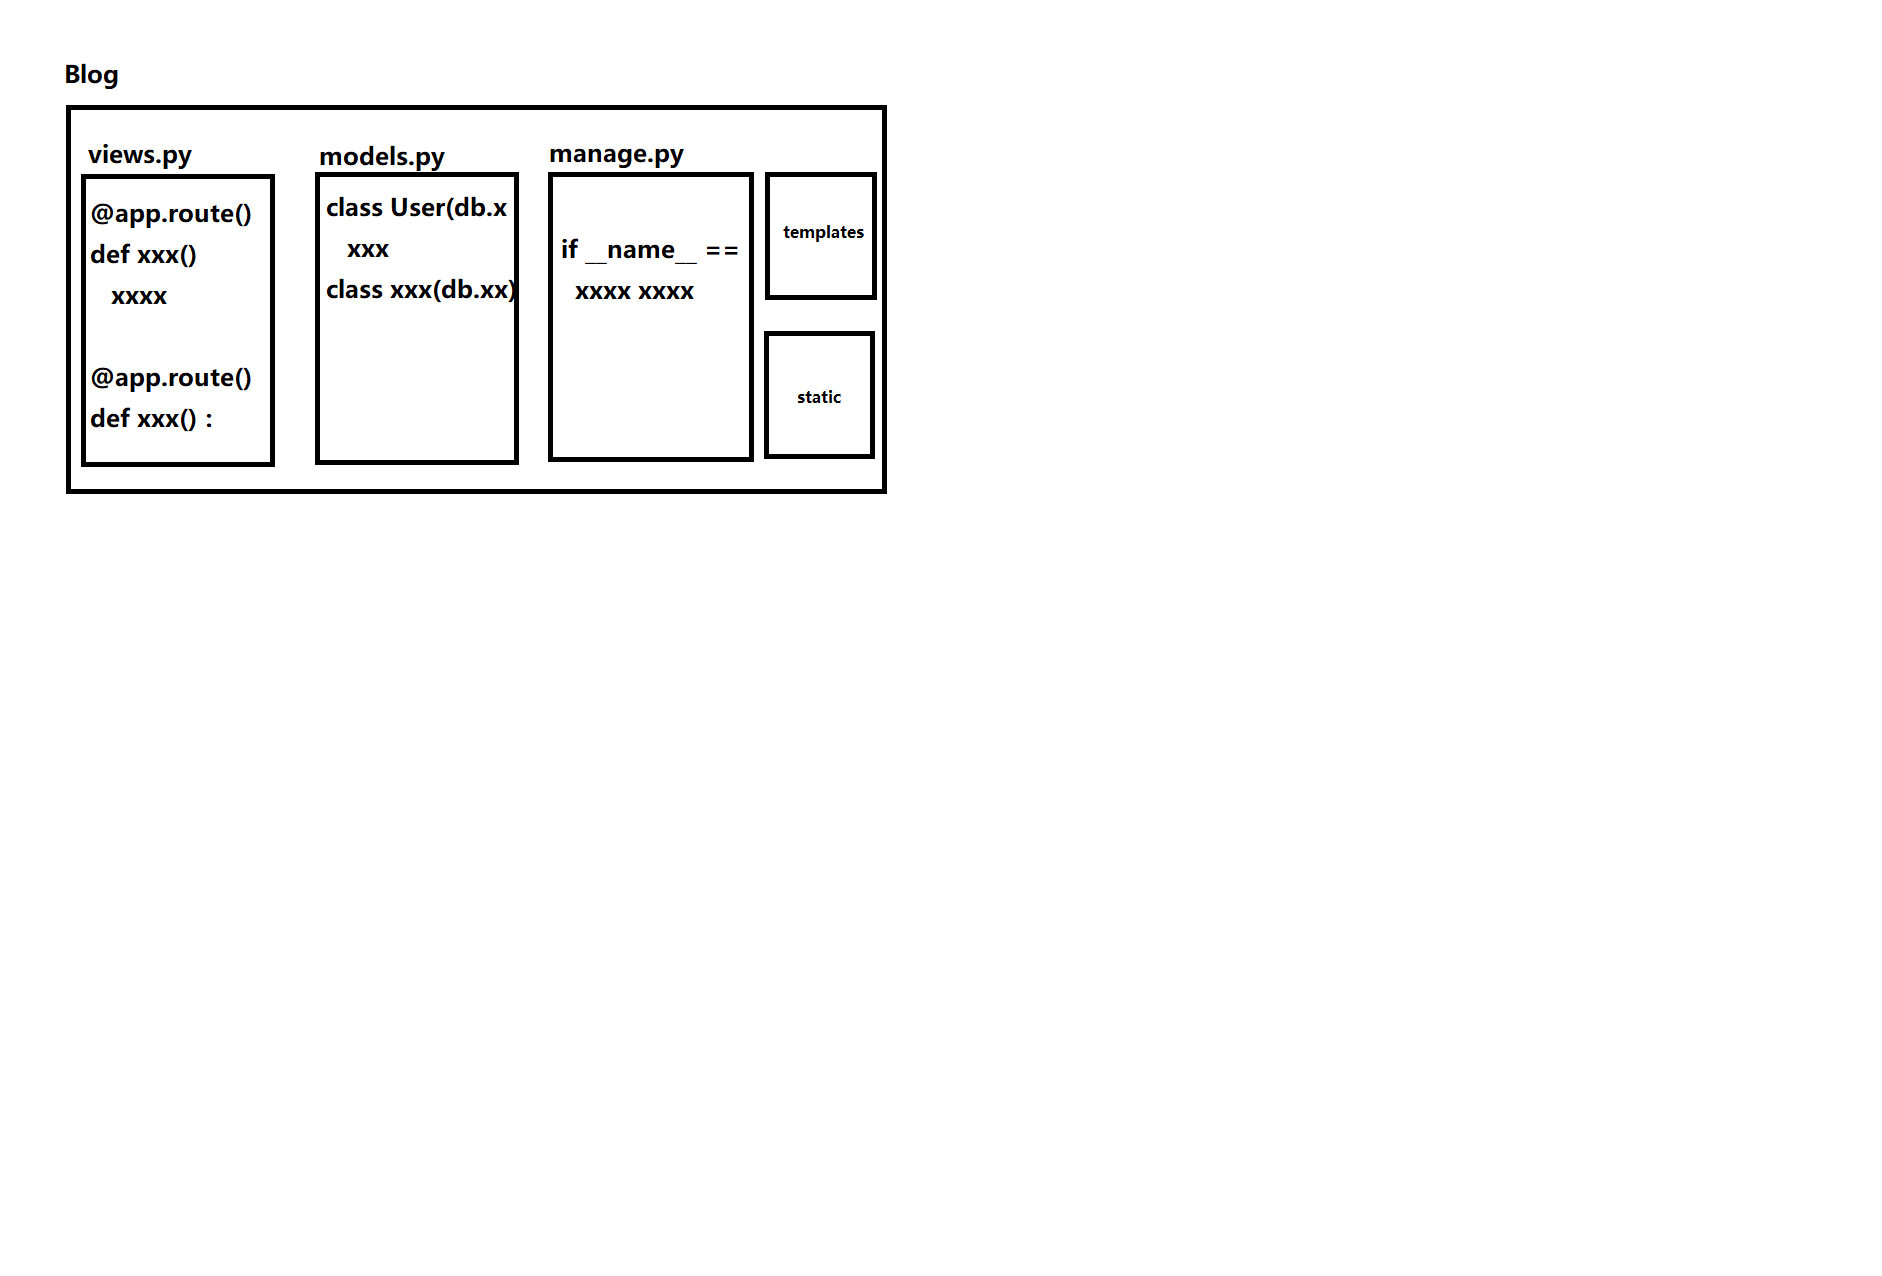 Blog
views.py
@app.route()
def xxx()
xxxx
@app.route()
def xxx() :
models.py
class User(db.x
xxx
class xxx(db.xx)
manage.py
if __name__ ==
xxxx xxxx
templates
static